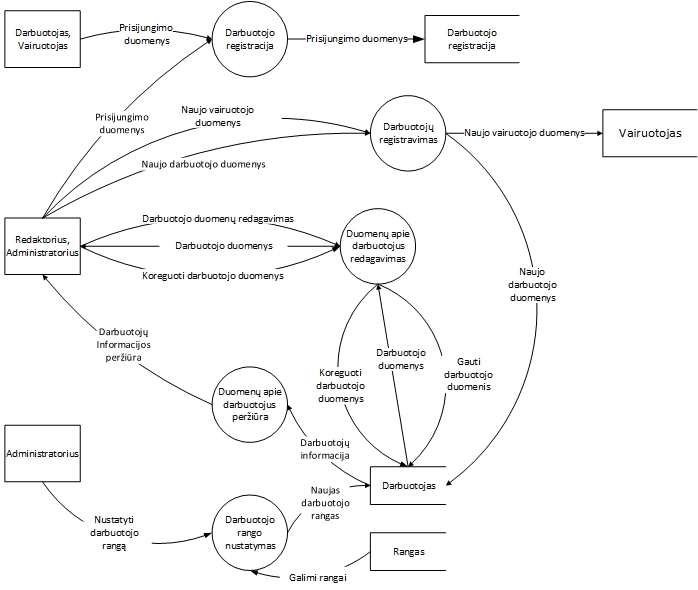 Darbuotojas,
Vairuotojas
Prisijungimo
duomenys
Darbuotojo
registracija
Prisijungimo duomenys
Darbuotojo
registracija
Prisijungimo
duomenys
Naujo vairuotojo
duomenys
Naujo darbuotojo duomenys
Darbuotojų
registravimas
Naujo vairuotojo duomenys
Vairuotojas
Redaktorius,
Administratorius
Darbuotojo duomenų redagavimas
Darbuotojo duomenys
Koreguoti darbuotojo duomenys
Duomenų apie
darbuotojus
redagavimas
Naujo
darbuotojo
duomenys
Darbuotojų
Informacijos
peržiūra
Koreguoti
darbuotojo
duomenys
Darbuotojo
duomenys
Gauti
darbuotojo
duomenis
Duomenų apie
darbuotojus
peržiūra
Administratorius
Darbuotojų
informacija
Darbuotojas
Nustatyti
darbuotojo
rangą
Darbuotojo
rango
nustatymas
Naujas
darbuotojo
rangas
Rangas
Galimi rangai